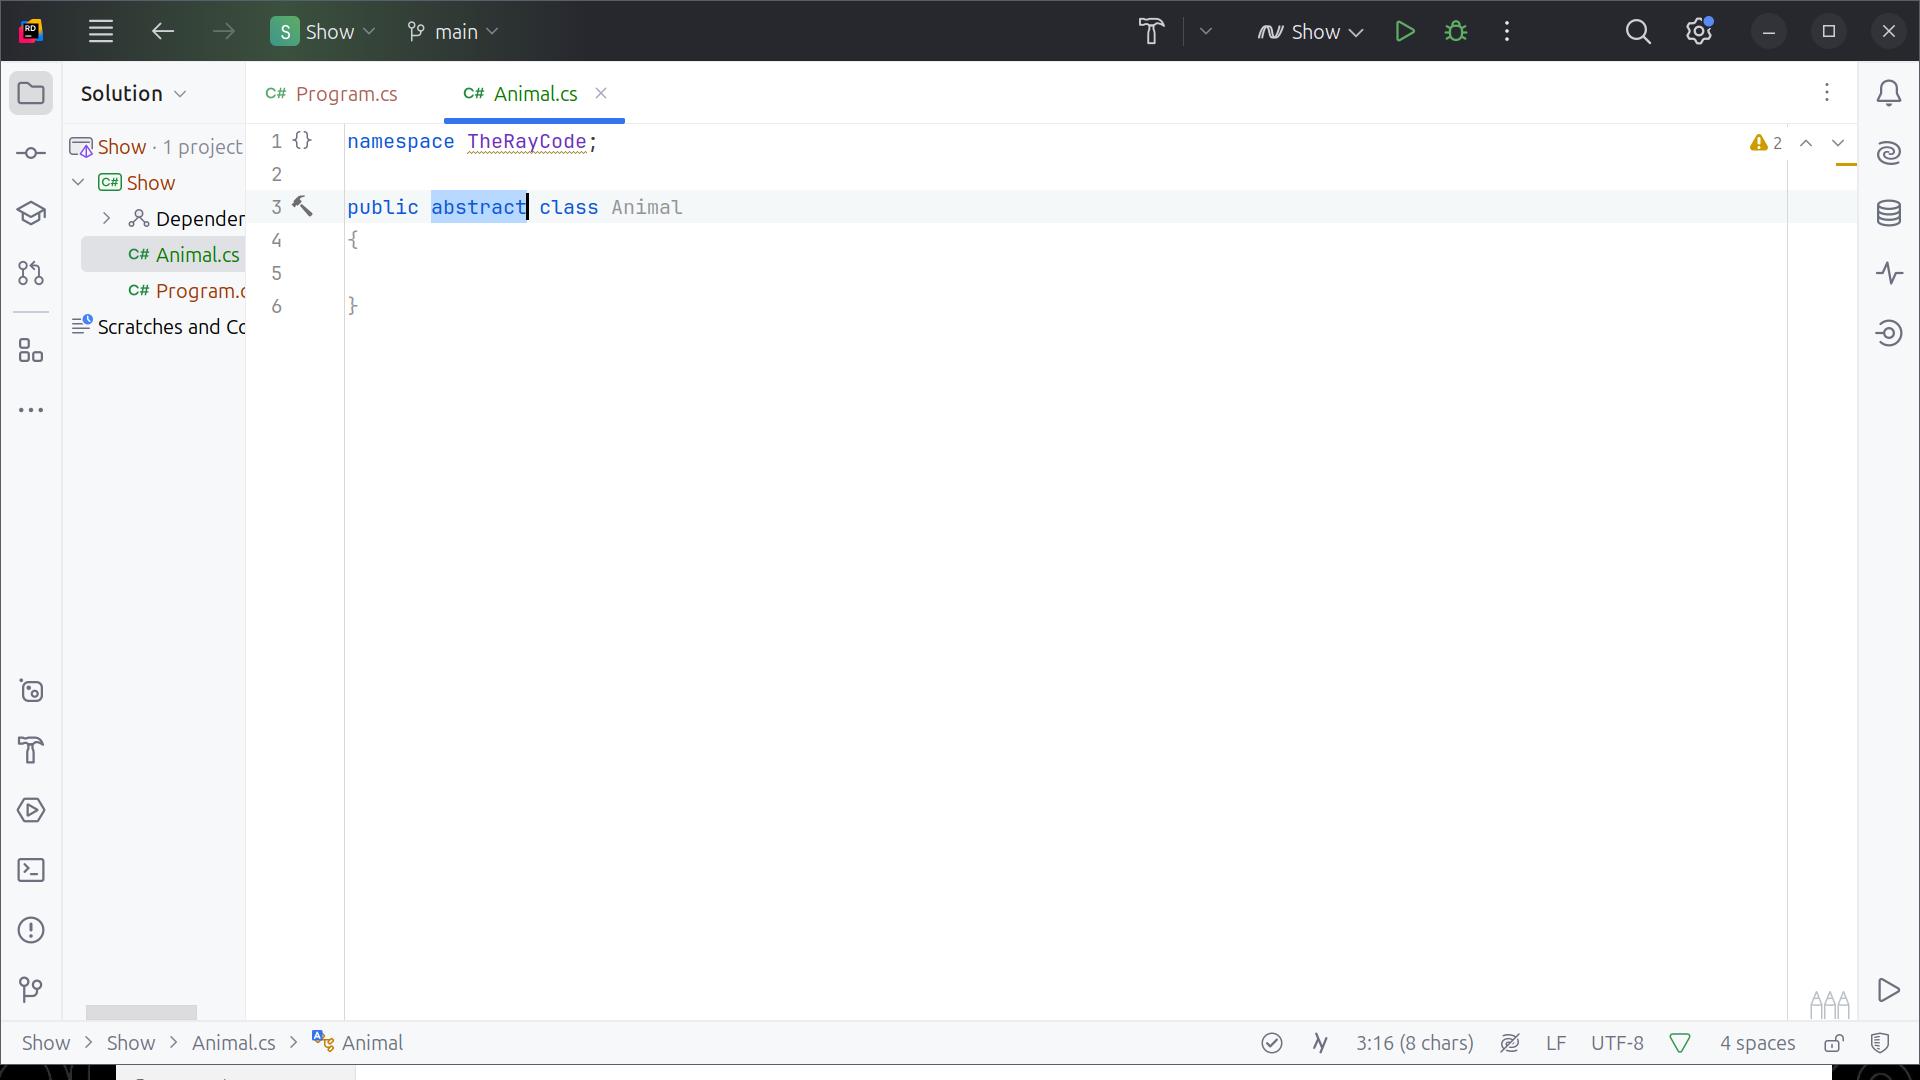 RD
S Show main Show
Solution
C# Program.cs
C# Animal.cs
Show · 1 project
C# Show
Depender
C# Animal.cs
C# Program.c
Scratches and Co
1 {} namespace TheRayCode;
2
3 public abstract class Animal
4 {
5
6 }
2
Show > Show > Animal.cs > Animal
3:16 (8 chars) LF UTF-8 4 spaces